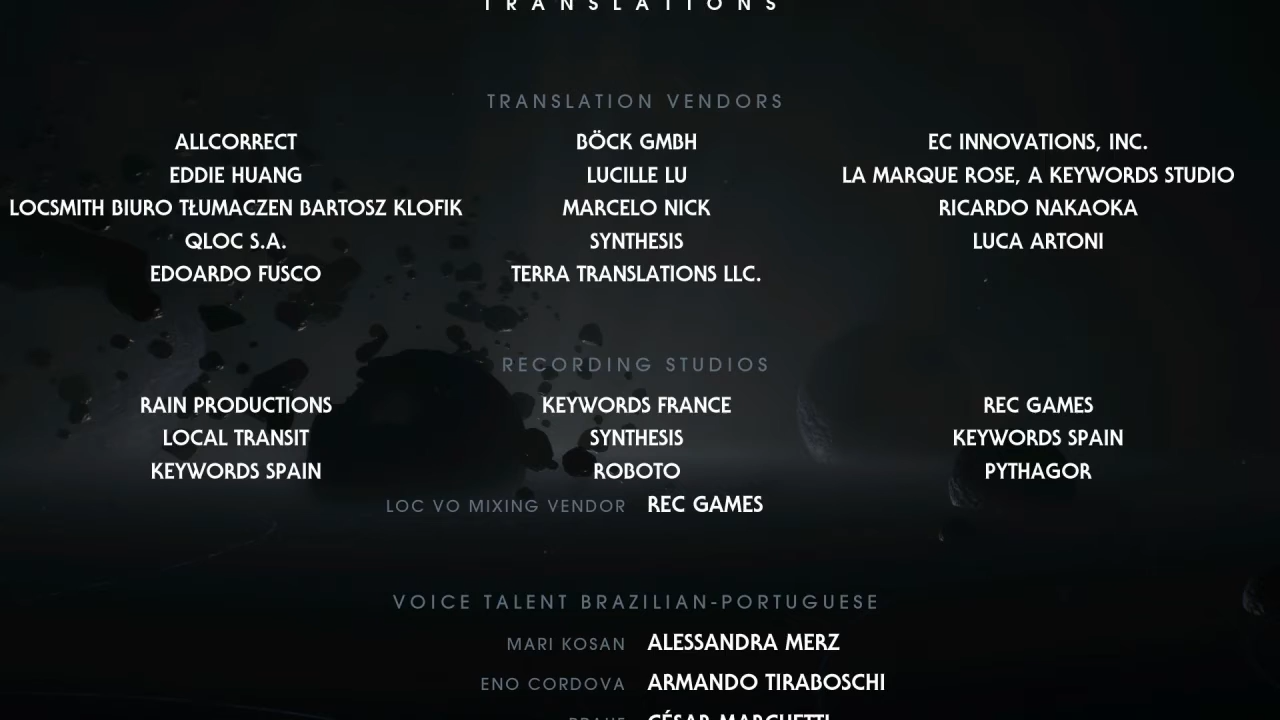 TRANSLATIONS
TRANSLATION VENDORS
ALLCORRECT BÖCK GMBH EC INNOVATIONS, INC.
EDDIE HUANG LUCILLE LU LA MARQUE ROSE, A KEYWORDS STUDIO
LOCSMITH BIURO TŁUMACZEN BARTOSZ KLOFIK MARCELO NICK RICARDO NAKAOKA
QLOC S.A. SYNTHESIS LUCA ARTONI
EDOARDO FUSCO TERRA TRANSLATIONS LLC.
RECORDING STUDIOS
RAIN PRODUCTIONS KEYWORDS FRANCE REC GAMES
LOCAL TRANSIT SYNTHESIS KEYWORDS SPAIN
KEYWORDS SPAIN ROBOTO PYTHAGOR
LOC VO MIXING VENDOR REC GAMES
VOICE TALENT BRAZILIAN-PORTUGUESE
MARI KOSAN ALESSANDRA MERZ
ENO CORDOVA ARMANDO TIRABOSCHI
CÉSAR MARCHETTI